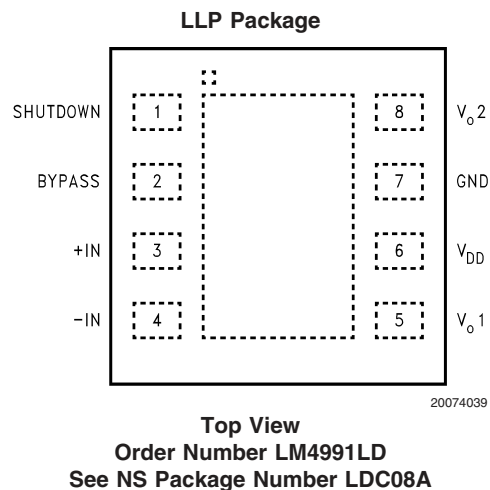 LLP Package
SHUTDOWN 1 8 Vo2
BYPASS 2 7 GND
+IN 3 6 VDD
-IN 4 5 Vo1
20074039
Top View
Order Number LM4991LD
See NS Package Number LDC08A